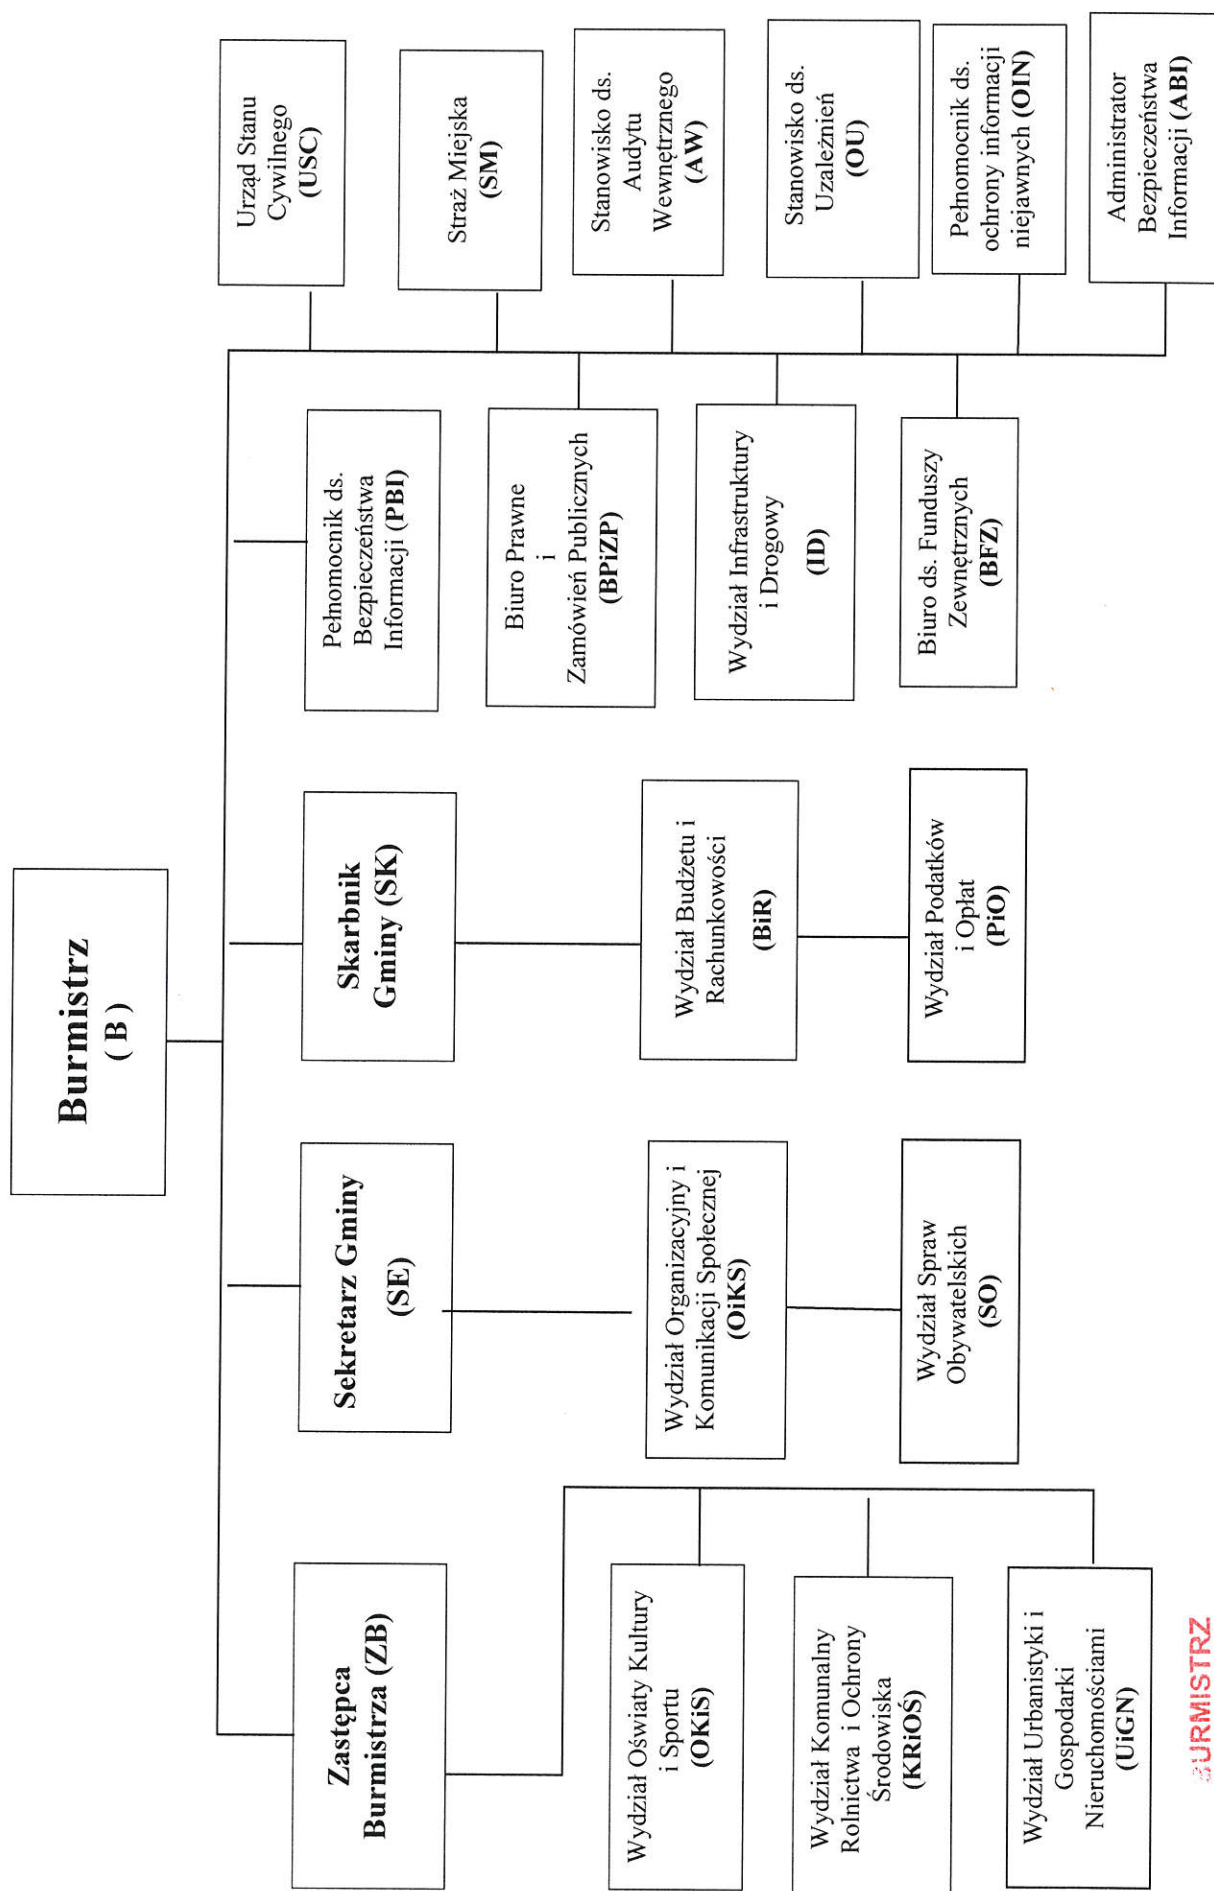 Burmistrz
( B )
Zastępca
Burmistrza (ZB)
Sekretarz Gminy
(SE)
Skarbnik
Gminy (SK)
Pełnomocnik ds.
Bezpieczeństwa
Informacji (PBI)
Urząd Stanu
Cywilnego
(USC)
Wydział Oświaty Kultury
i Sportu
(OKiS)
Wydział Organizacyjny i
Komunikacji Społecznej
(OiKS)
Wydział Budżetu i
Rachunkowości
(BiR)
Biuro Prawne
i
Zamówień Publicznych
(BPiZP)
Straż Miejska
(SM)
Wydział Komunalny
Rolnictwa i Ochrony
Środowiska
(KRiOŚ)
Wydział Spraw
Obywatelskich
(SO)
Wydział Podatków
i Opłat
(PiO)
Wydział Infrastruktury
i Drogowy
(ID)
Stanowisko ds.
Audytu
Wewnętrznego
(AW)
Wydział Urbanistyki i
Gospodarki
Nieruchomościami
(UiGN)
Biuro ds. Funduszy
Zewnętrznych
(BFZ)
Stanowisko ds.
Uzależnień
(OU)
Pełnomocnik ds.
ochrony informacji
niejawnych (OIN)
Administrator
Bezpieczeństwa
Informacji (ABI)
BURMISTRZ